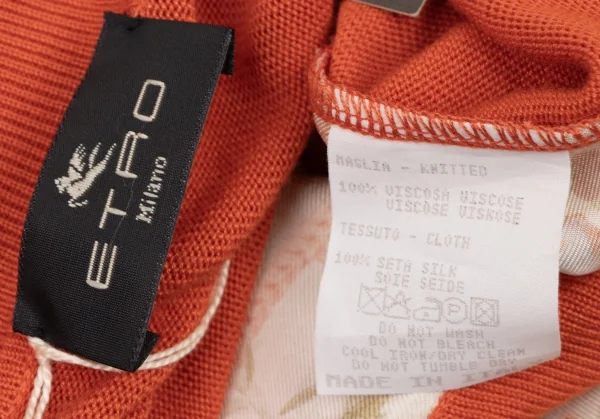 ETRO
Milano
MAGLIA - KNITTED
100% VISCOSA VISCOSE
VISCOSE VISKOSE
TESSUTO - CLOTH
100% SETA SILK
SOIE SEIDE
P
DO NOT WASH
DO NOT BLEACH
COOL IRON/DRY CLEAM
DO NOT TUMBLE DRY
MADE IN